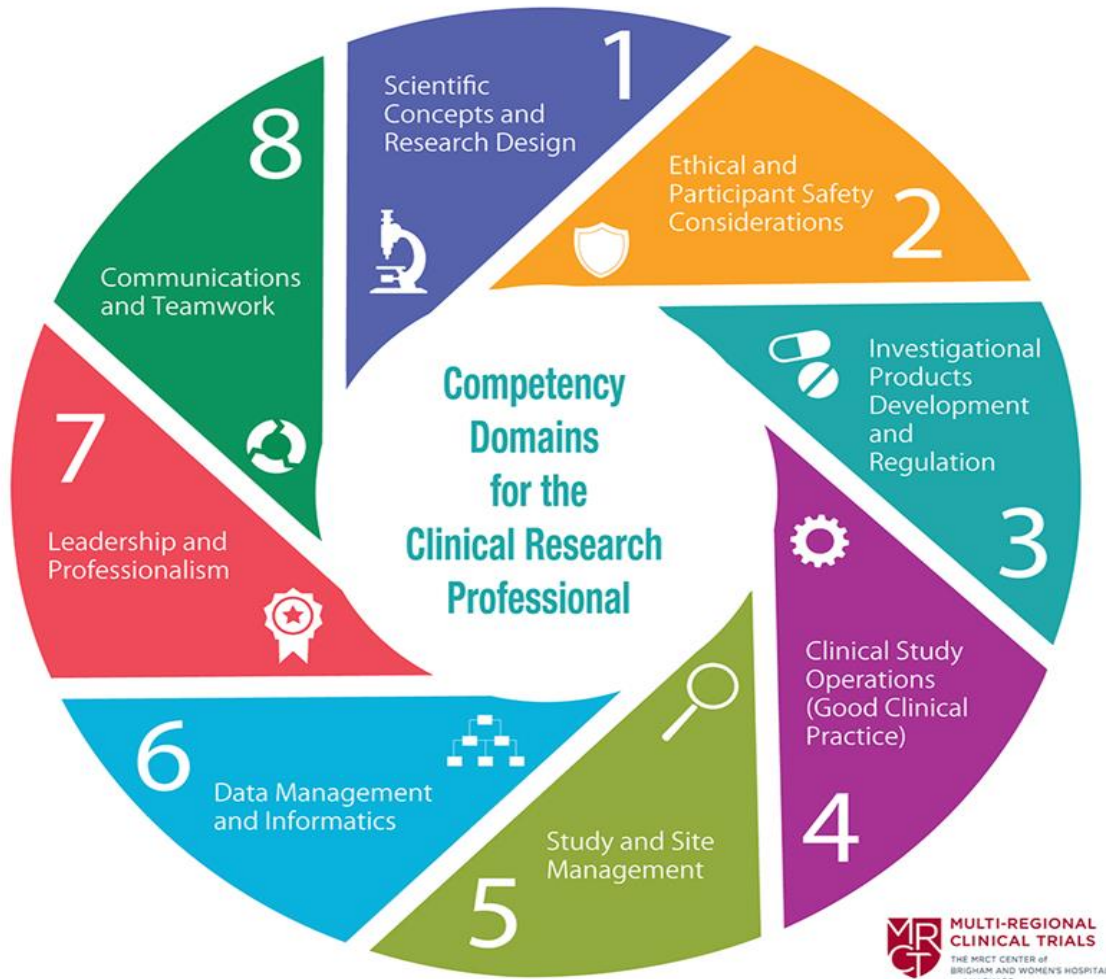 1
Scientific
Concepts and
Research Design
2
Ethical and
Participant Safety
Considerations
3
Investigational
Products
Development
and
Regulation
4
Clinical Study
Operations
(Good Clinical
Practice)
5
Study and Site
Management
6
Data Management
and Informatics
7
Leadership and
Professionalism
8
Communications
and Teamwork
Competency
Domains
for the
Clinical Research
Professional
MRCT
MULTI-REGIONAL
CLINICAL TRIALS
THE MRCT CENTER of
BRIGHAM AND WOMEN'S HOSPITAL